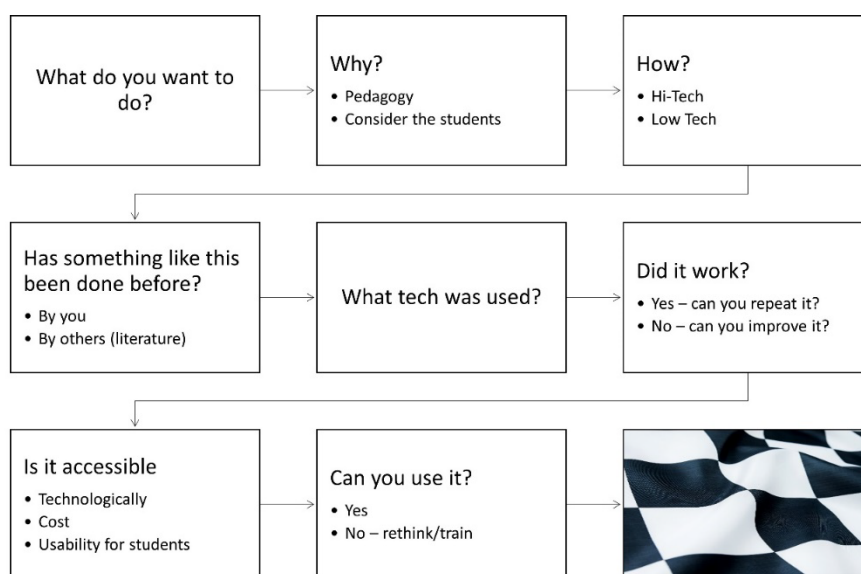 What do you want to
do?
Why?
• Pedagogy
• Consider the students
How?
• Hi-Tech
• Low Tech
Has something like this
been done before?
• By you
• By others (literature)
What tech was used?
Did it work?
• Yes – can you repeat it?
• No – can you improve it?
Is it accessible
• Technologically
• Cost
• Usability for students
Can you use it?
• Yes
• No – rethink/train